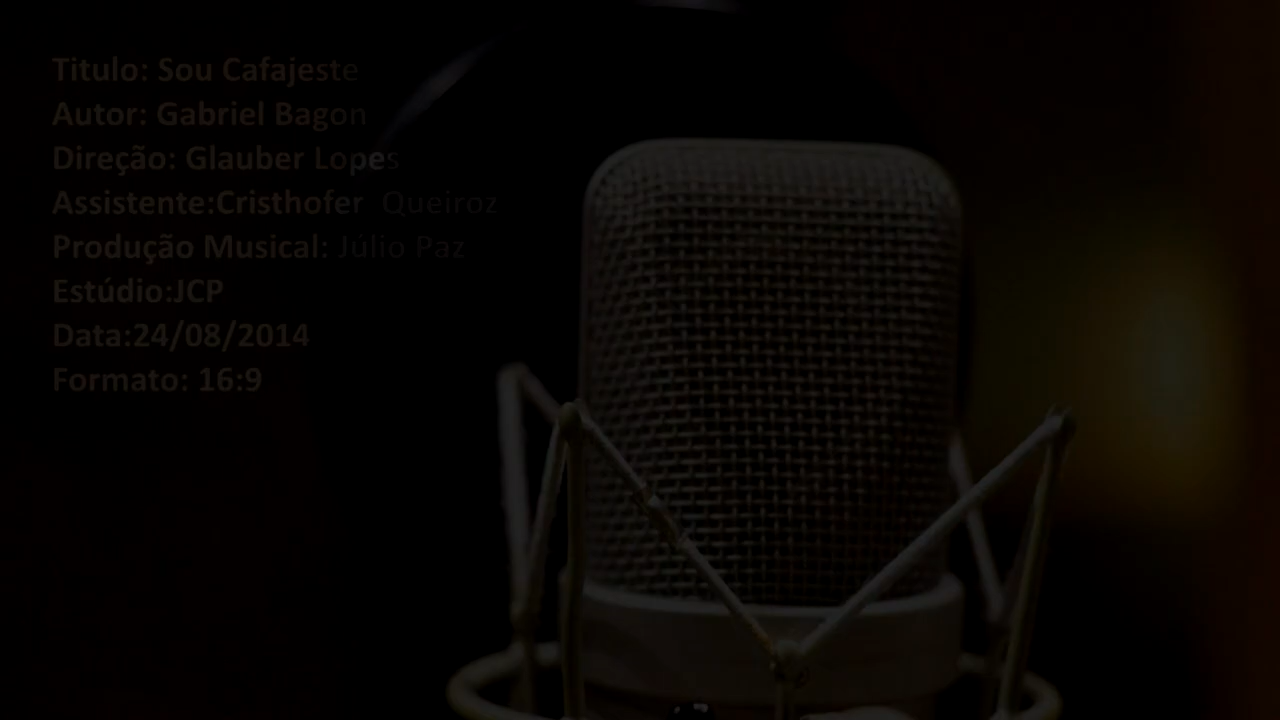 Titulo: Sou Cafajeste
Autor: Gabriel Bagon
Direção: Glauber Lopes
Assistente:Cristhofer Queiroz
Produção Musical: Júlio Paz
Estúdio:JCP
Data:24/08/2014
Formato: 16:9